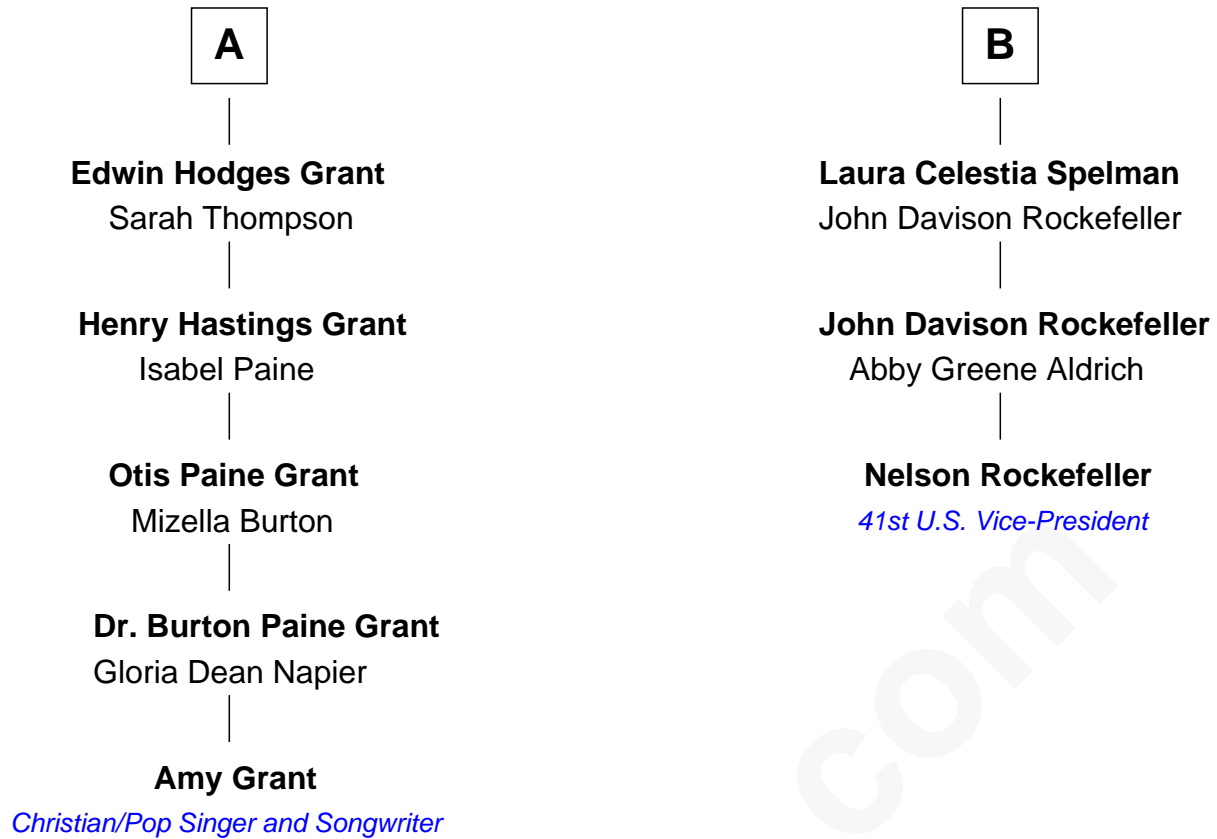 A
Edwin Hodges Grant
Sarah Thompson
Henry Hastings Grant
Isabel Paine
Otis Paine Grant
Mizella Burton
Dr. Burton Paine Grant
Gloria Dean Napier
Amy Grant
Christian/Pop Singer and Songwriter
B
Laura Celestia Spelman
John Davison Rockefeller
John Davison Rockefeller
Abby Greene Aldrich
Nelson Rockefeller
41st U.S. Vice-President
com